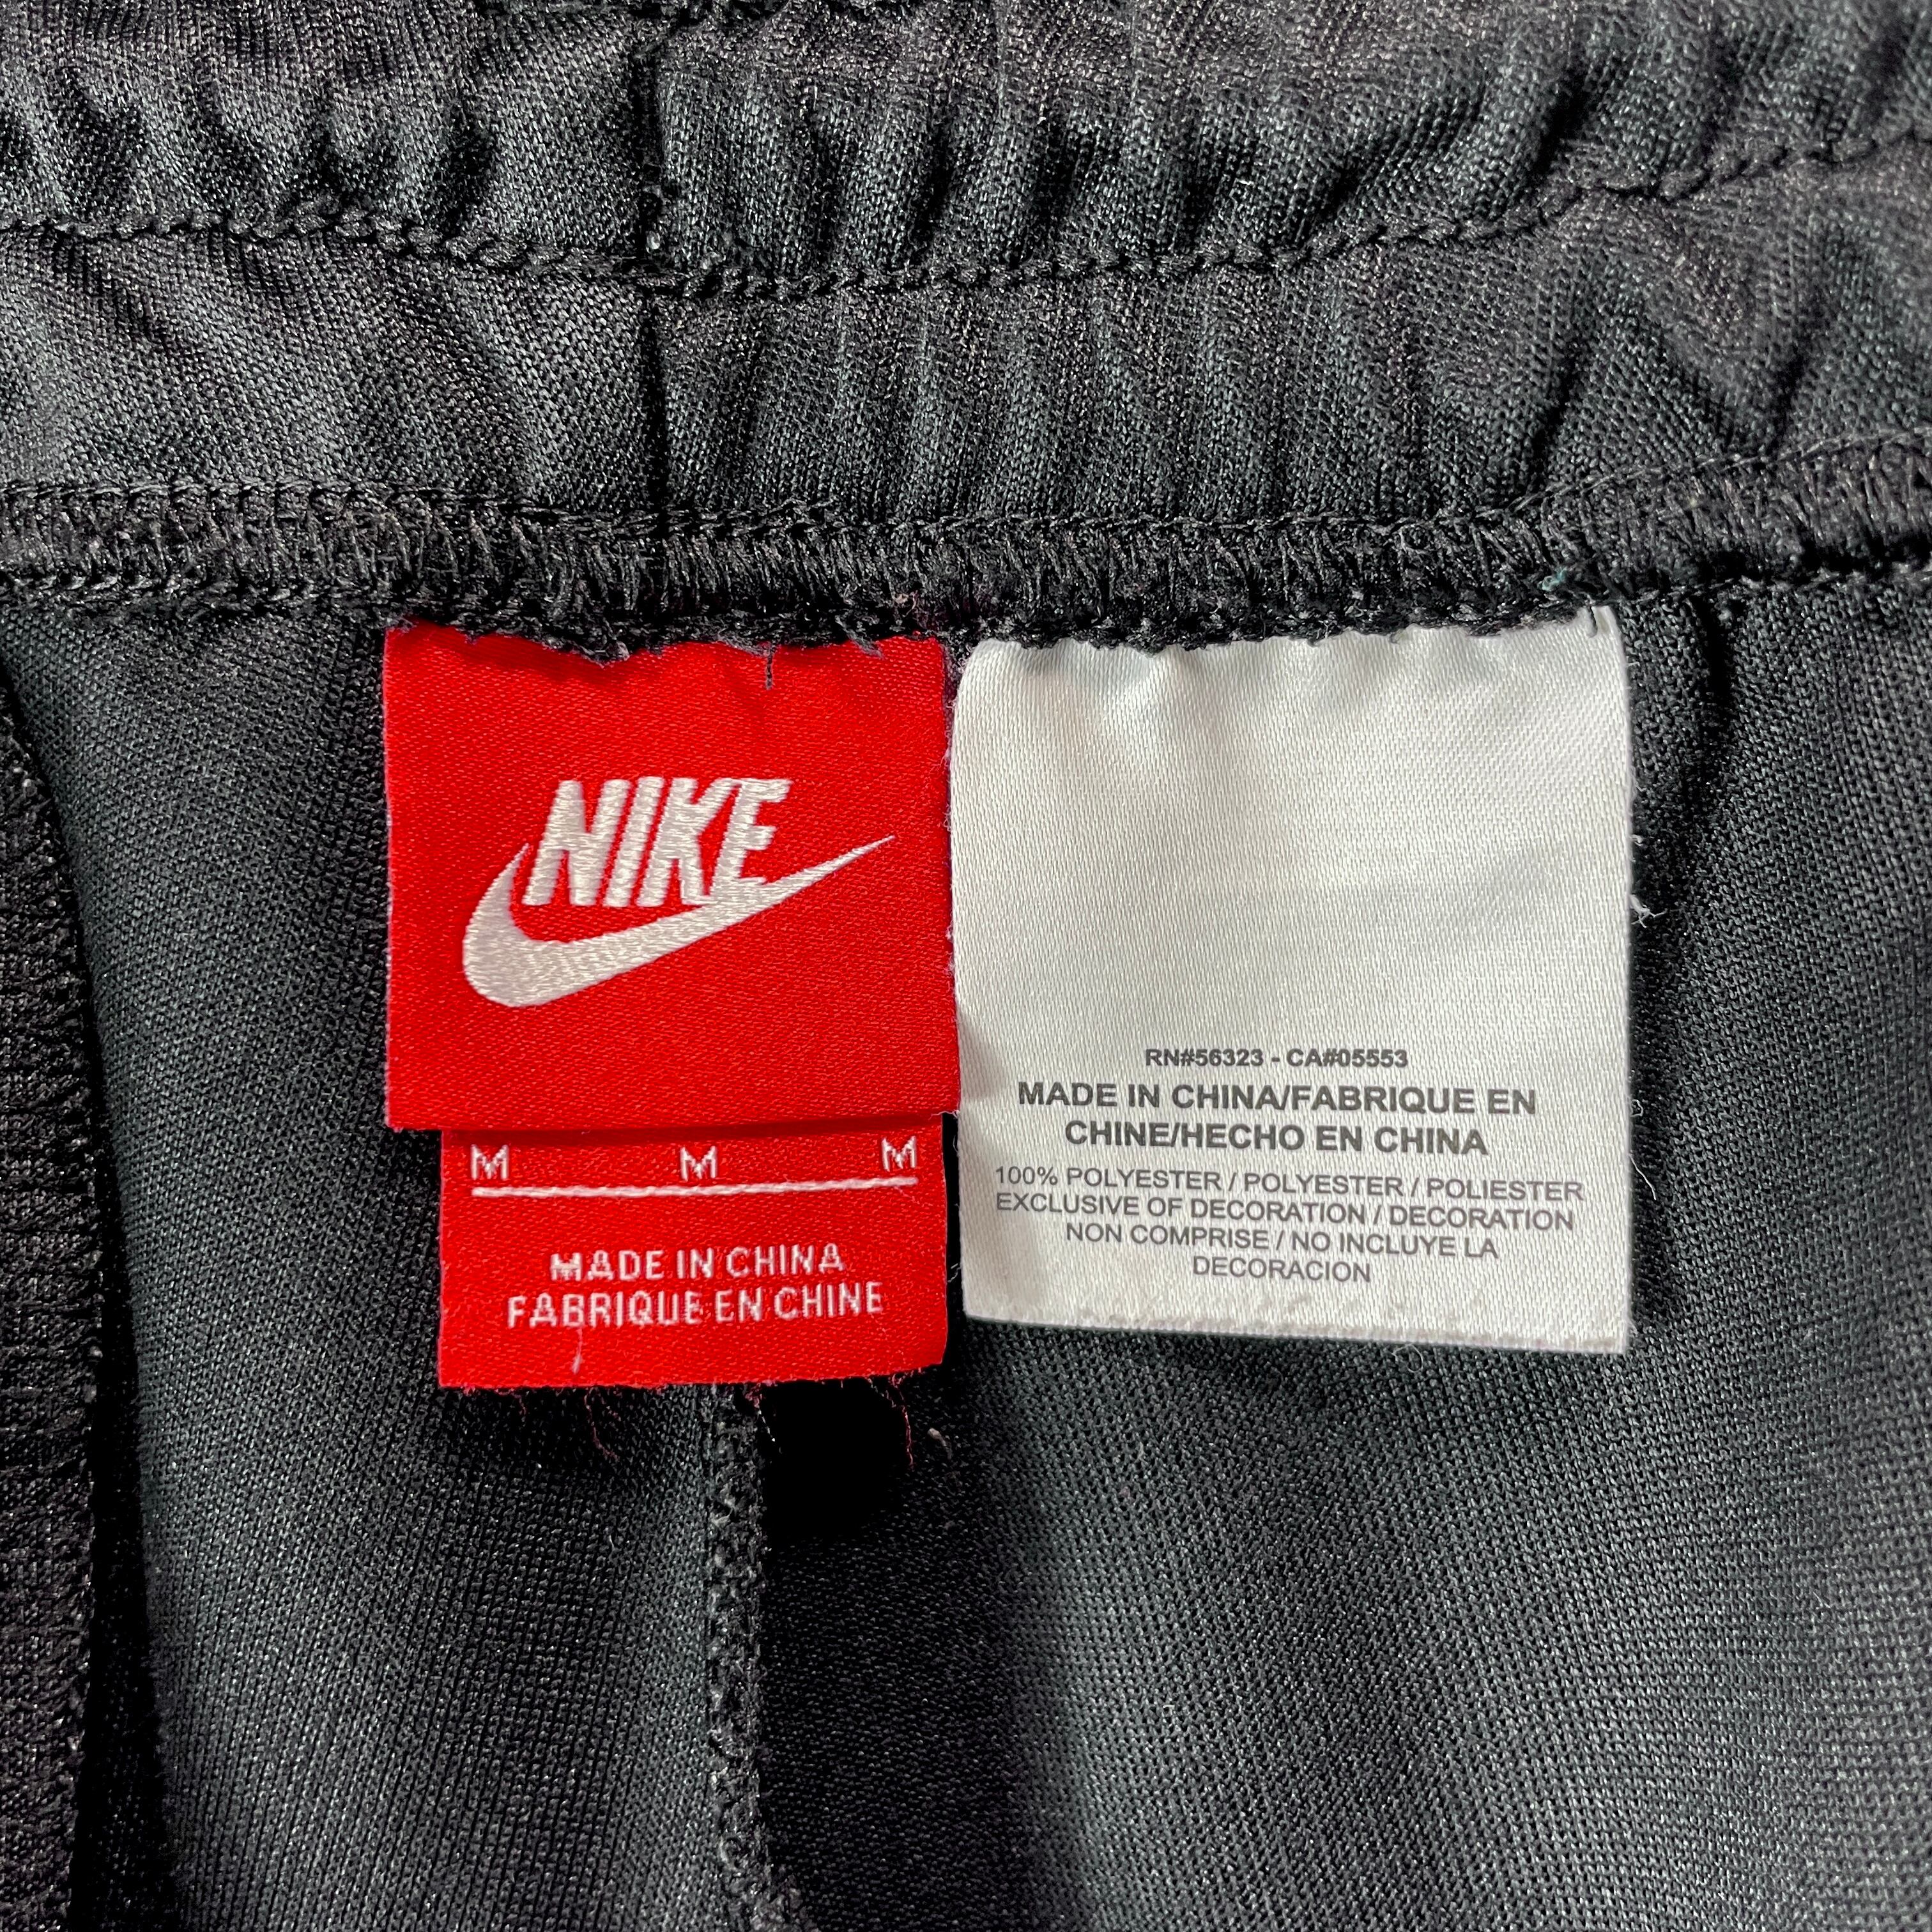 NIKE
M M M
MADE IN CHINA
FABRIQUE EN CHINE
RN#56323 - CA#05553
MADE IN CHINA/FABRIQUE EN
CHINE/HECHO EN CHINA
100% POLYESTER / POLYESTER / POLIESTER
EXCLUSIVE OF DECORATION / DECORATION
NON COMPRISE / NO INCLUYE LA
DECORACION